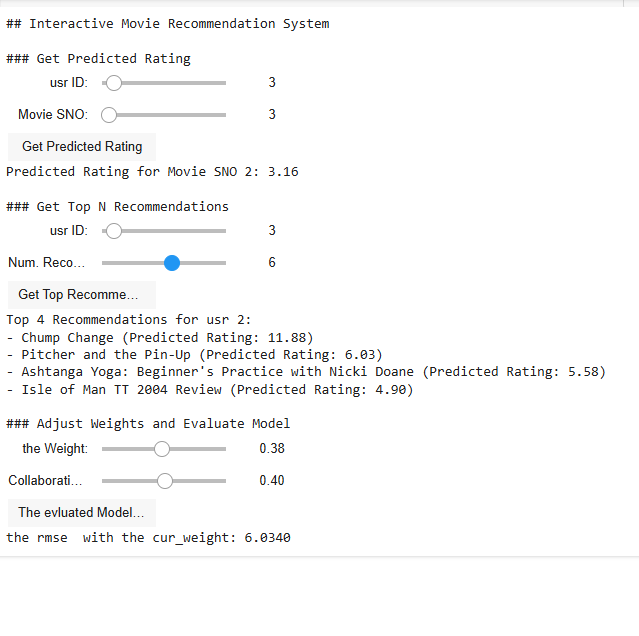 ## Interactive Movie Recommendation System
### Get Predicted Rating
usr ID: 3
Movie SNO: 3
Get Predicted Rating
Predicted Rating for Movie SNO 2: 3.16
### Get Top N Recommendations
usr ID: 3
Num. Reco... 6
Get Top Recomme...
Top 4 Recommendations for usr 2:
- Chump Change (Predicted Rating: 11.88)
- Pitcher and the Pin-Up (Predicted Rating: 6.03)
- Ashtanga Yoga: Beginner's Practice with Nicki Doane (Predicted Rating: 5.58)
- Isle of Man TT 2004 Review (Predicted Rating: 4.90)
### Adjust Weights and Evaluate Model
the Weight: 0.38
Collaborati... 0.40
The evluated Model...
the rmse  with the cur_weight: 6.0340